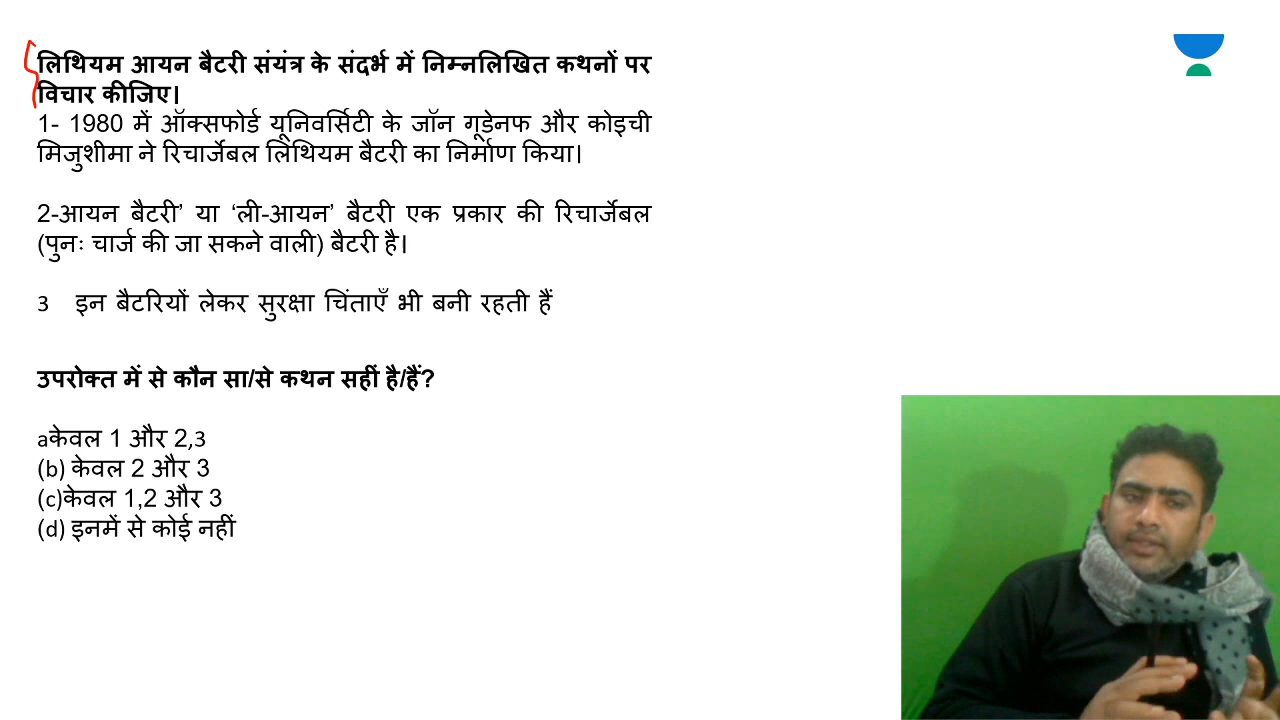 लिथियम आयन बैटरी संयंत्र के संदर्भ में निम्नलिखित कथनों पर
विचार कीजिए।
1- 1980 में ऑक्सफोर्ड यूनिवर्सिटी के जॉन गूडेनफ और कोइची
मिजुशीमा ने रिचार्जेबल लिथियम बैटरी का निर्माण किया।
2-आयन बैटरी’ या ‘ली-आयन’ बैटरी एक प्रकार की रिचार्जेबल
(पुनः चार्ज की जा सकने वाली) बैटरी है।
3 इन बैटरियों लेकर सुरक्षा चिंताएँ भी बनी रहती हैं
उपरोक्त में से कौन सा/से कथन सहीं है/हैं?
aकेवल 1 और 2,3
(b) केवल 2 और 3
(c)केवल 1,2 और 3
(d) इनमें से कोई नहीं